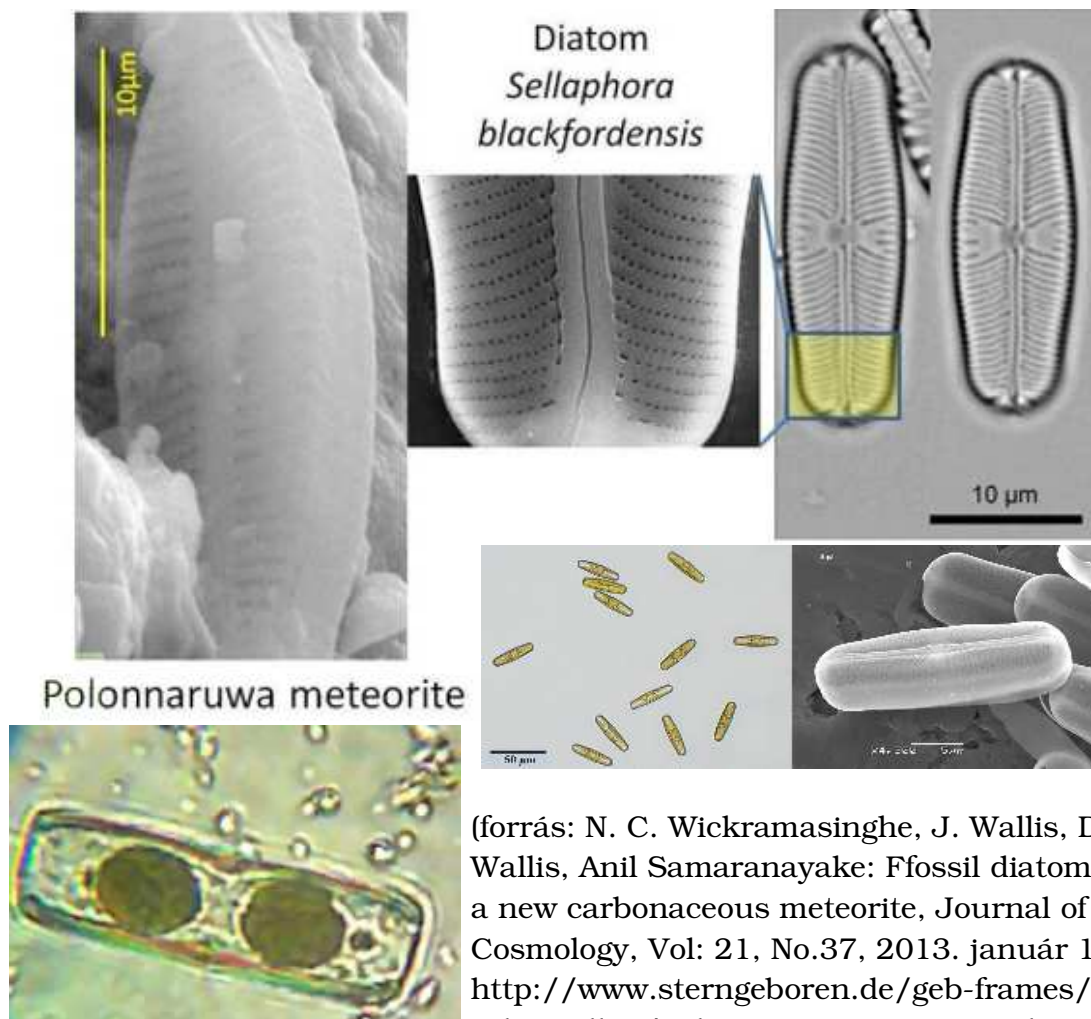 10µm
Diatom
Sellaphora
blackfordensis
10 µm
Polonnaruwa meteorite
50 µm
5µm
(forrás: N. C. Wickramasinghe, J. Wallis, D
Wallis, Anil Samaranayake: Ffossil diatom
a new carbonaceous meteorite, Journal of
Cosmology, Vol: 21, No.37, 2013. január 1
http://www.sterngeboren.de/geb-frames/